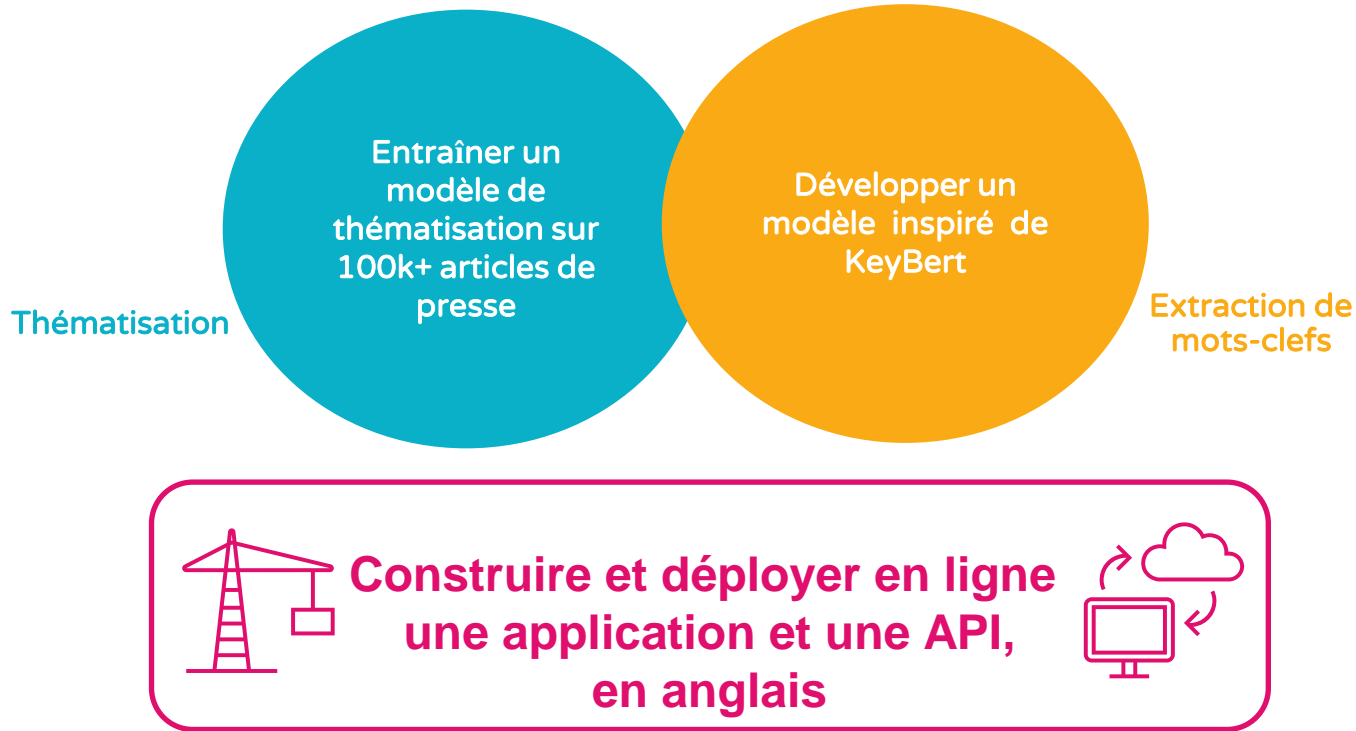 Entraîner un
modèle de
thématisation sur
100k+ articles de
presse
Développer un
modèle inspiré de
KeyBert
Thématisation
Extraction de
mots-clefs
Construire et déployer en ligne
une application et une API,
en anglais